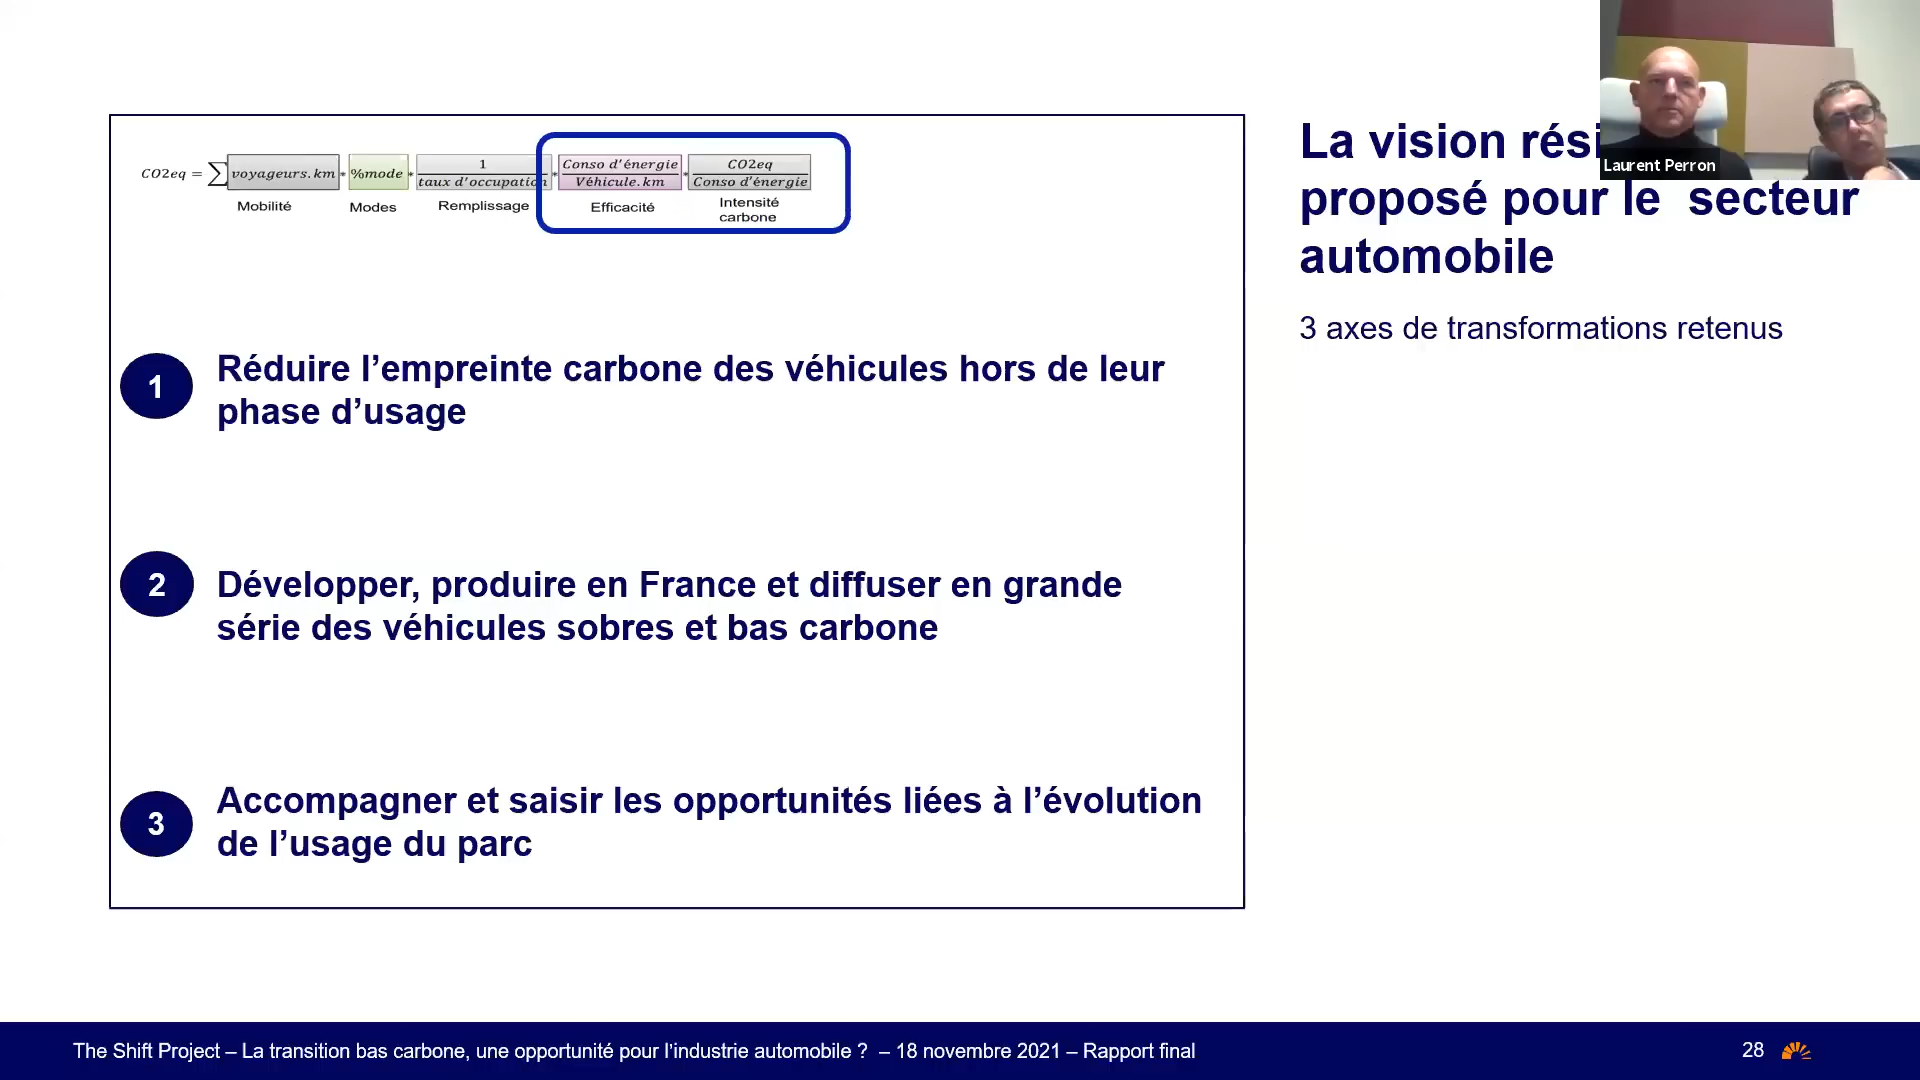 CO2eq = ∑ voyageurs.km * %mode * 1 / taux d'occupation * Conso d'énergie / Véhicule.km * CO2eq / Conso d'énergie
Mobilité Modes Remplissage Efficacité Intensité carbone
La vision
proposé pour le secteur
automobile
3 axes de transformations retenus
Laurent Perron
1 Réduire l’empreinte carbone des véhicules hors de leur
phase d’usage
2 Développer, produire en France et diffuser en grande
série des véhicules sobres et bas carbone
3 Accompagner et saisir les opportunités liées à l’évolution
de l’usage du parc
The Shift Project – La transition bas carbone, une opportunité pour l’industrie automobile ? – 18 novembre 2021 – Rapport final
28